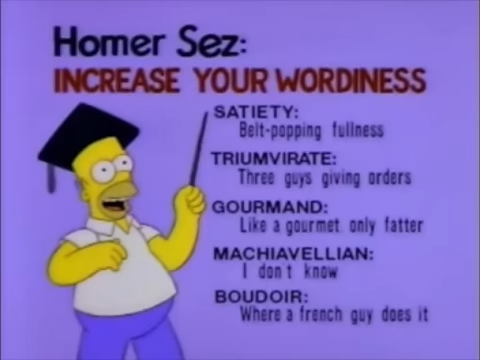 Homer Sez:
INCREASE YOUR WORDINESS
SATIETY:
Belt-popping fullness
TRIUMVIRATE:
Three guys giving orders
GOURMAND:
Like a gourmet only fatter
MACHIAVELLIAN:
I don't know
BOUDOIR:
Where a french guy does it